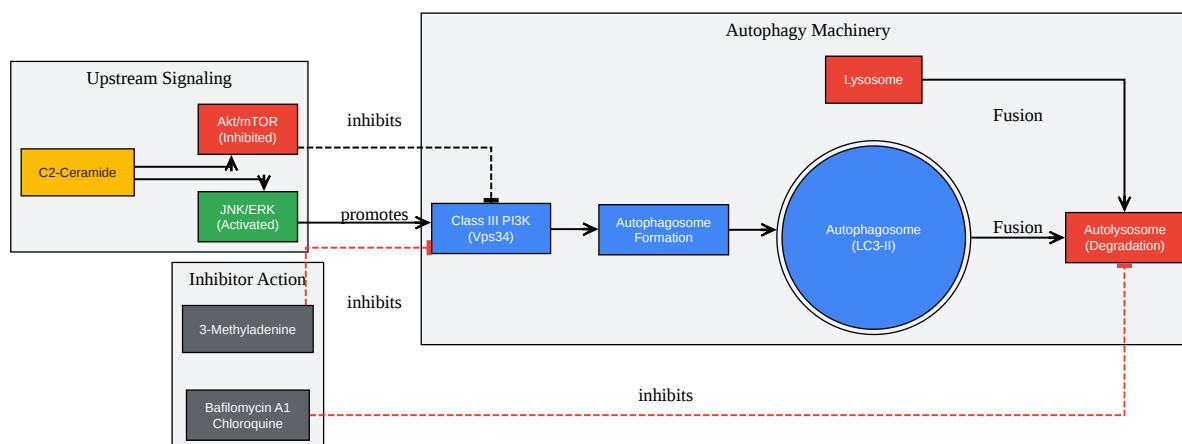 Autophagy Machinery
Upstream Signaling
Lysosome
Akt/mTOR
(Inhibited)
inhibits
Fusion
C2-Ceramide
JNK/ERK
(Activated)
promotes
Class III PI3K
(Vps34)
Autophagosome
Formation
Autophagosome
(LC3-II)
Fusion
Autolysosome
(Degradation)
Inhibitor Action
inhibits
3-Methyladenine
inhibits
Bafilomycin A1
Chloroquine